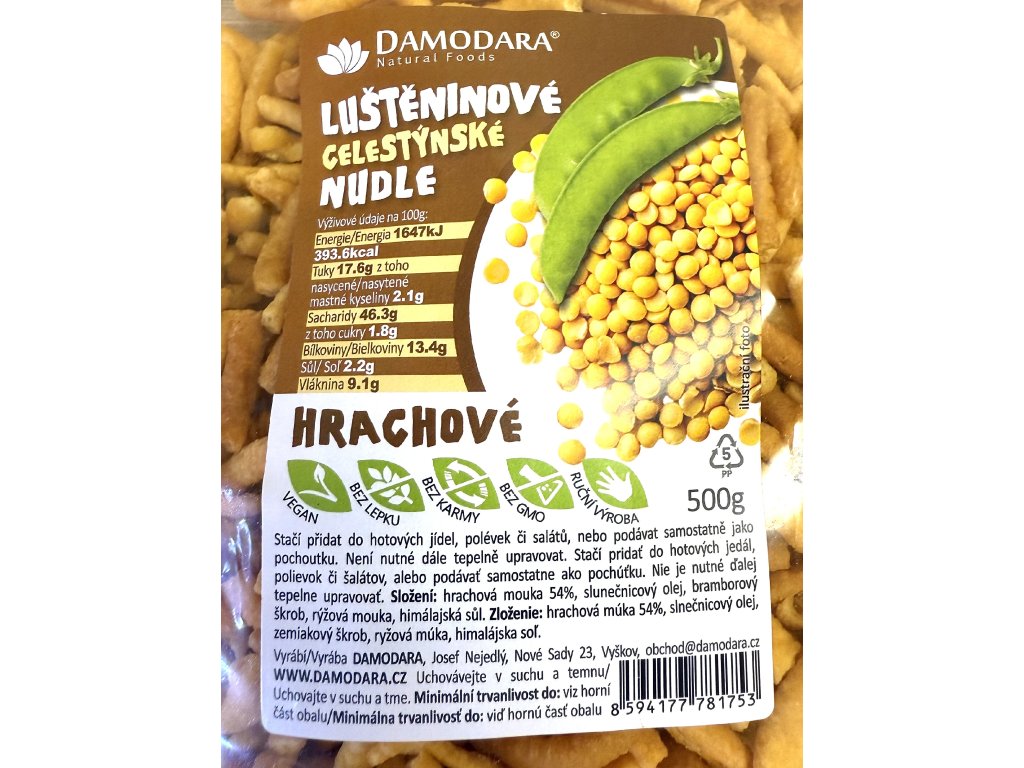 DAMODARA®
Natural Foods
LUŠTĚNINOVÉ
CELESTÝNSKÉ
NUDLE
Výživové údaje na 100g:
Energie/Energia 1647kJ
393.6kcal
Tuky 17.6g z toho
nasycené/nasytené
mastné kyseliny 2.1g
Sacharidy 46.3g
z toho cukry 1.8g
Bílkoviny/Bielkoviny 13.4g
Sůl/ Soľ 2.2g
Vláknina 9.1g
ilustrační foto
HRACHOVÉ
VEGAN
BEZ LEPKU
BEZ KARMY
BEZ GMO
RUČNÍ VÝROBA
5
PP
500g
Stačí přidat do hotových jídel, polévek či salátů, nebo podávat samostatně jako
pochoutku. Není nutné dále tepelně upravovat. Stačí pridať do hotových jedál,
polievok či šalátov, alebo podávať samostatne ako pochúťku. Nie je nutné ďalej
tepelne upravovať. Složení: hrachová mouka 54%, slunečnicový olej, bramborový
škrob, rýžová mouka, himálajská sůl. Zloženie: hrachová múka 54%, slnečnicový olej,
zemiakový škrob, ryžová múka, himalájska soľ.
Vyrábí/Vyrába DAMODARA, Josef Nejedlý, Nové Sady 23, Vyškov, obchod@damodara.cz
WWW.DAMODARA.CZ Uchovávejte v suchu a temnu/
Uchovajte v suchu a tme. Minimální trvanlivost do: viz horní
část obalu/Minimálna trvanlivosť do: viď hornú časť obalu
8 594177 781753